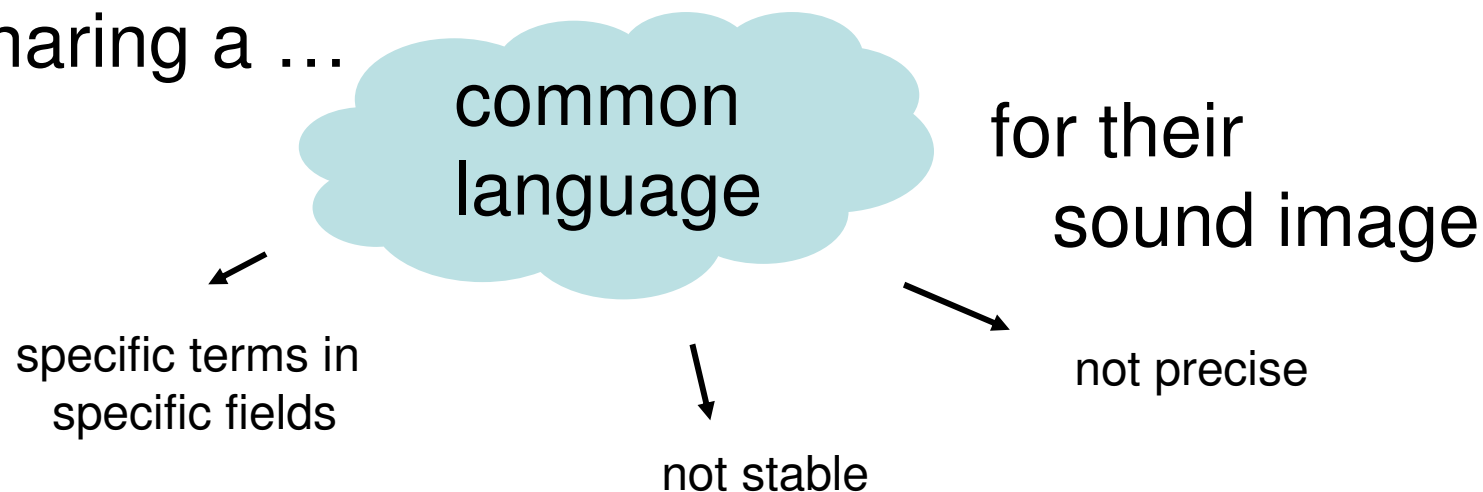 haring a …
common
language
for their
sound image
specific terms in
specific fields
not precise
not stable